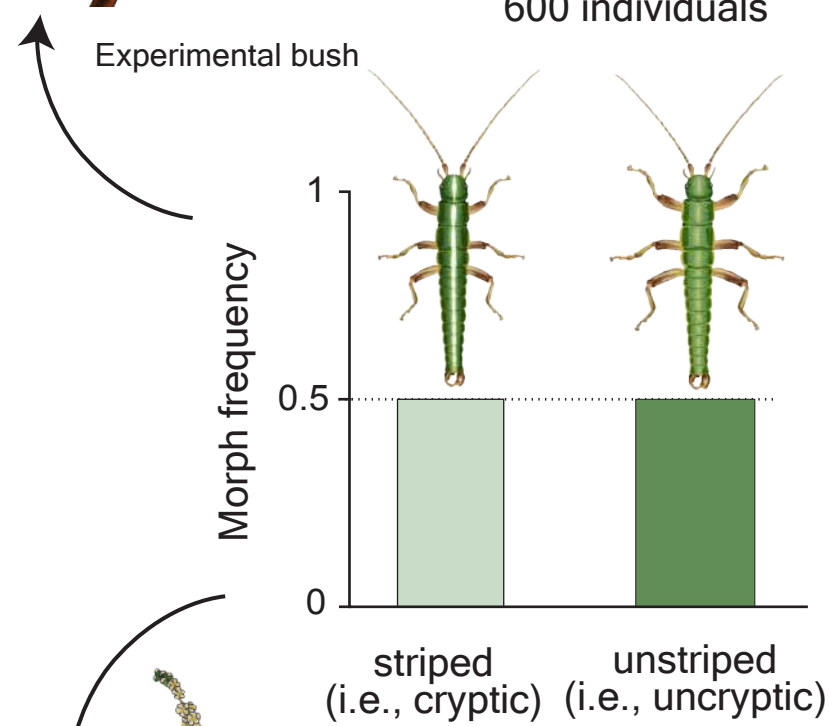 600 individuals
Experimental bush
1
0.5
0
Morph frequency
striped
(i.e., cryptic)
unstriped
(i.e., uncryptic)